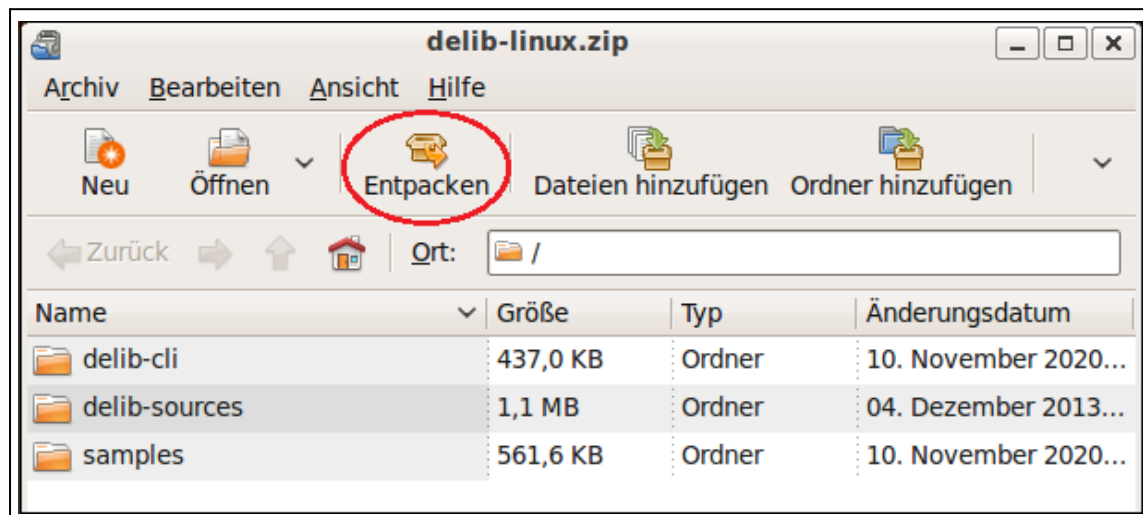 delib-linux.zip
Archiv Bearbeiten Ansicht Hilfe
Neu Öffnen Entpacken Dateien hinzufügen Ordner hinzufügen
Zurück Ort: /
Name Größe Typ Änderungsdatum
delib-cli 437,0 KB Ordner 10. November 2020...
delib-sources 1,1 MB Ordner 04. Dezember 2013...
samples 561,6 KB Ordner 10. November 2020...